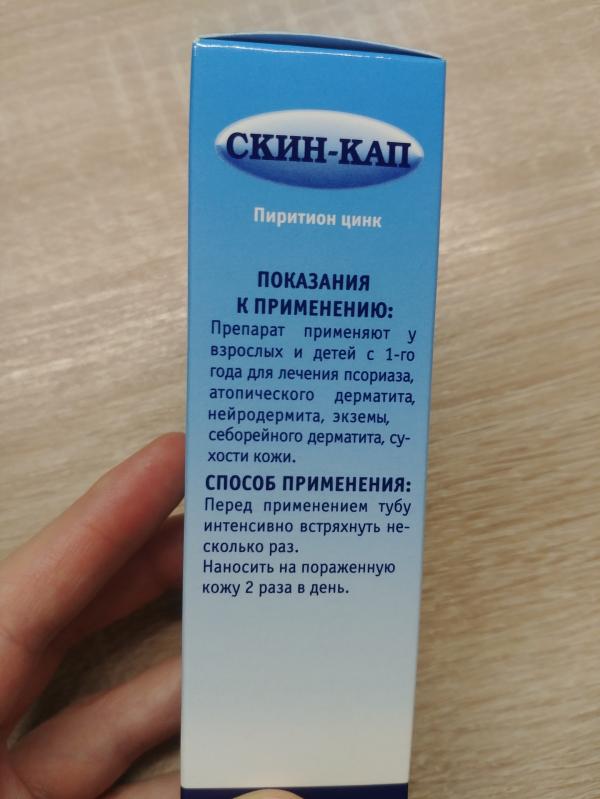 СКИН-КАП
Пиритион цинк
ПОКАЗАНИЯ
К ПРИМЕНЕНИЮ:
Препарат применяют у
взрослых и детей с 1-го
года для лечения псориаза,
атопического дерматита,
нейродермита, экземы,
себорейного дерматита, су-
хости кожи.
СПОСОБ ПРИМЕНЕНИЯ:
Перед применением тубу
интенсивно встряхнуть не-
сколько раз.
Наносить на пораженную
кожу 2 раза в день.